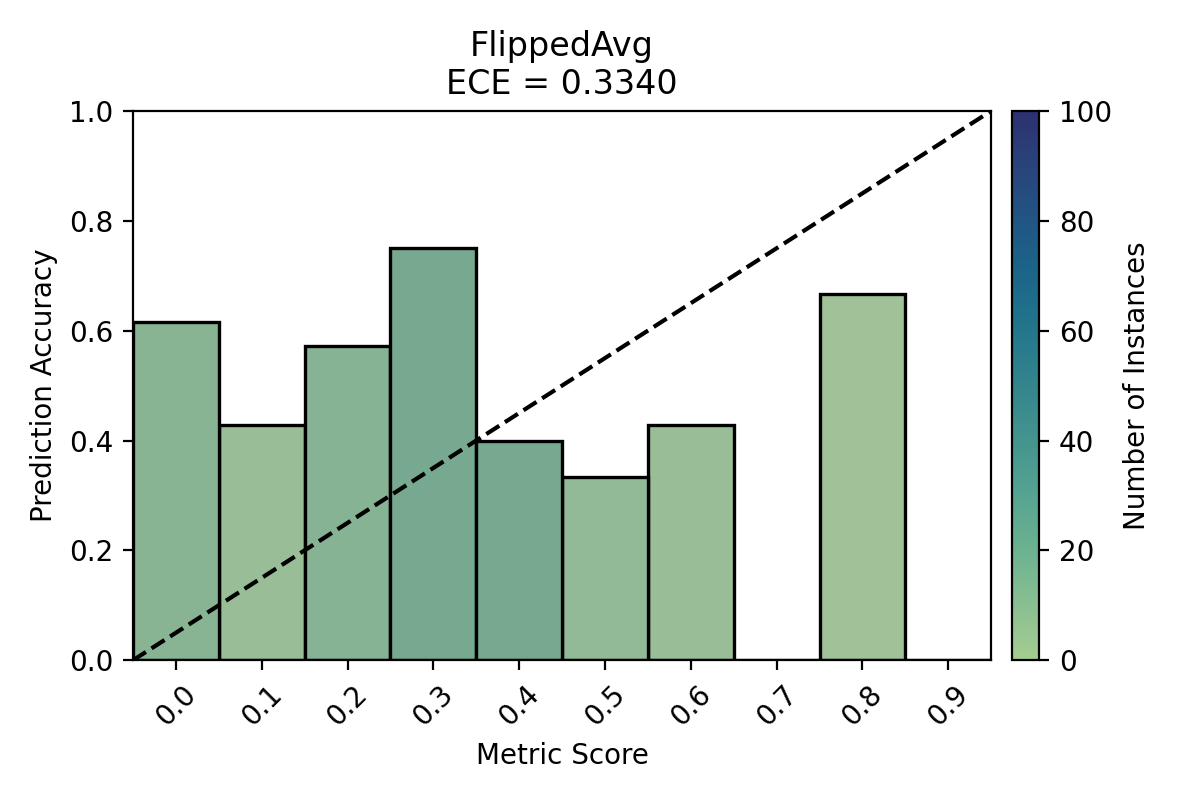 FlippedAvg
ECE = 0.3340
1.0
0.8
0.6
0.4
0.2
0.0
Prediction Accuracy
0.0 0.1 0.2 0.3 0.4 0.5 0.6 0.7 0.8 0.9
Metric Score
100
80
60
40
20
0
Number of Instances